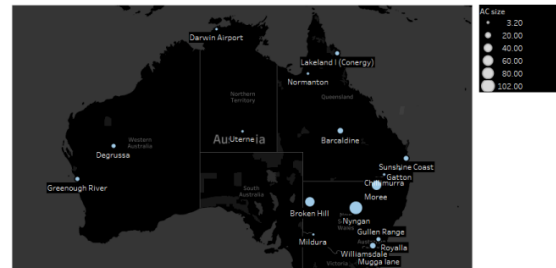 AC size
3.20
20.00
40.00
60.00
80.00
102.00
Darwin Airport
Lakeland I (Conergy)
Normanton
Northern
Territory
Queensland
Uterne
Barcaldine
Western
Australia
Degrussa
Sunshine Coast
Gatton
Chillamurra
Moree
Greenough River
South
Australia
Broken Hill
Nyngan
Wales
Mildura
Gullen Range
Royalla
Williamsdale
Mugga lane
Victoria